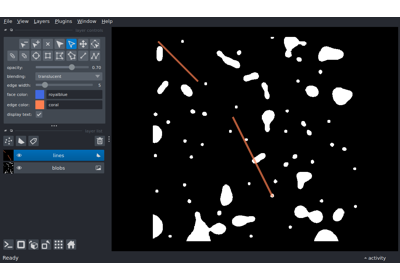 File View Layers Plugins Window Help
opacity: 0.70
blending: translucent
edge width: 5
face color: royalblue
edge color: coral
display text:
lines
blobs
Ready
activity